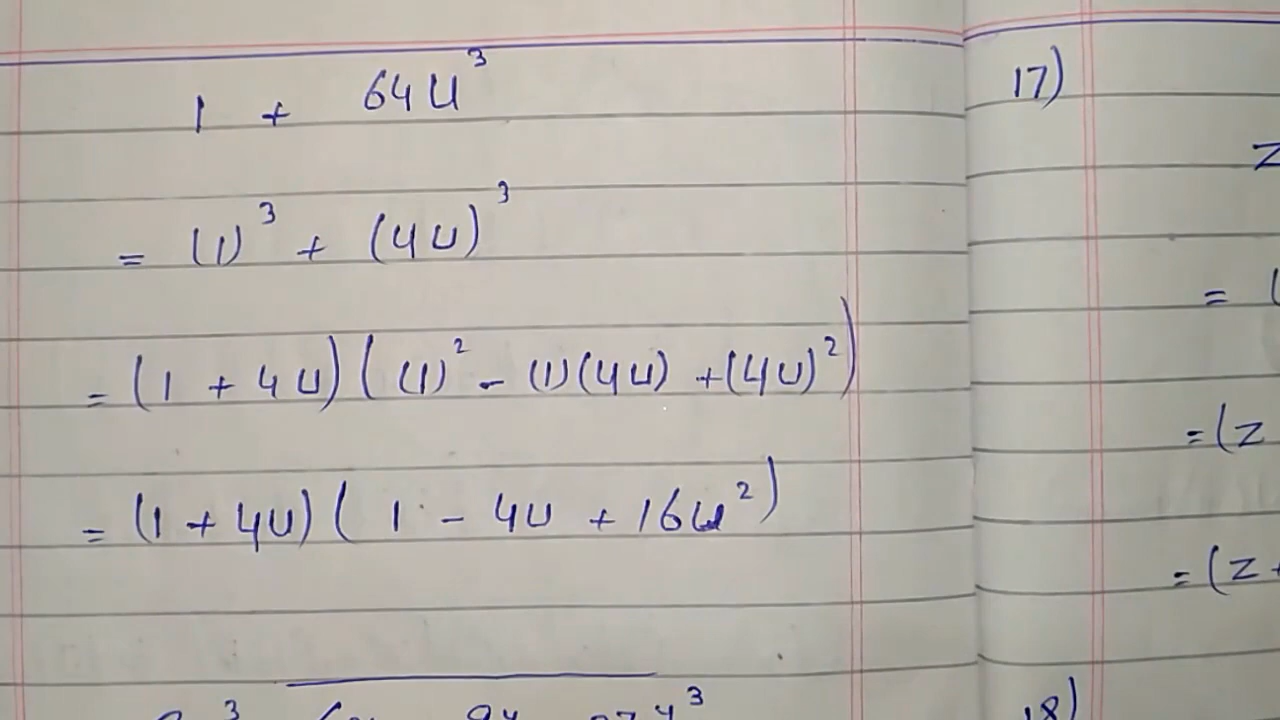 1 + 64U³
= (1)³ + (4U)³
= (1 + 4U)((1)² - (1)(4U) + (4U)²)
= (1 + 4U)(1 - 4U + 16U²)
17)
z
= (
= (z
= (z +
18)